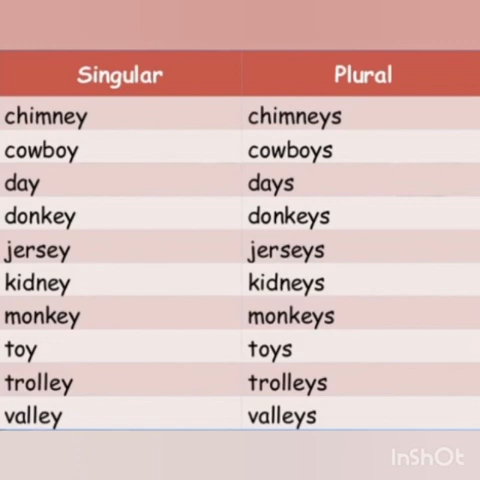 Singular Plural
chimney chimneys
cowboy cowboys
day days
donkey donkeys
jersey jerseys
kidney kidneys
monkey monkeys
toy toys
trolley trolleys
valley valleys
InShOt